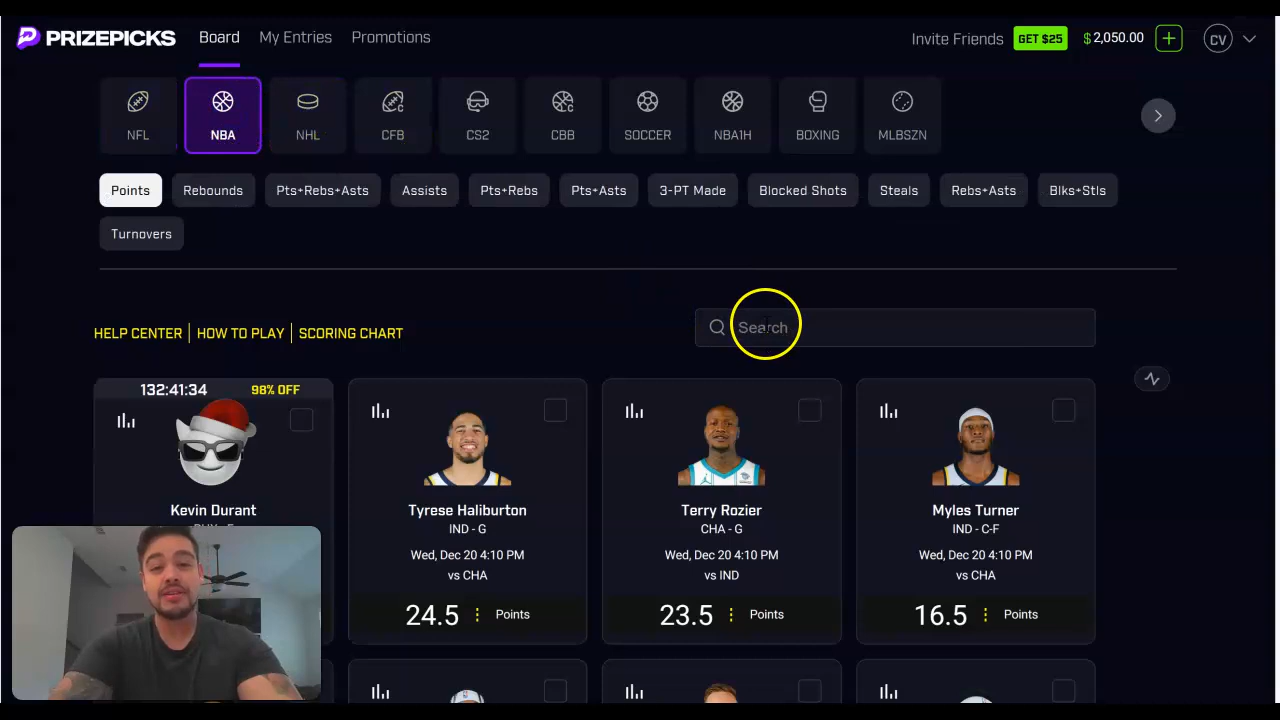 PRIZEPICKS Board My Entries Promotions Invite Friends GET $25 $ 2,050.00 CV
NFL NBA NHL CFB CS2 CBB SOCCER NBA1H BOXING MLBSZN
Points Rebounds Pts+Rebs+Asts Assists Pts+Rebs Pts+Asts 3-PT Made Blocked Shots Steals Rebs+Asts Blks+Stls
Turnovers
HELP CENTER HOW TO PLAY SCORING CHART Search
132:41:34 98% OFF
Kevin Durant
Tyrese Haliburton
IND - G
Wed, Dec 20 4:10 PM
vs CHA
24.5 Points
Terry Rozier
CHA - G
Wed, Dec 20 4:10 PM
vs IND
23.5 Points
Myles Turner
IND - C-F
Wed, Dec 20 4:10 PM
vs CHA
16.5 Points